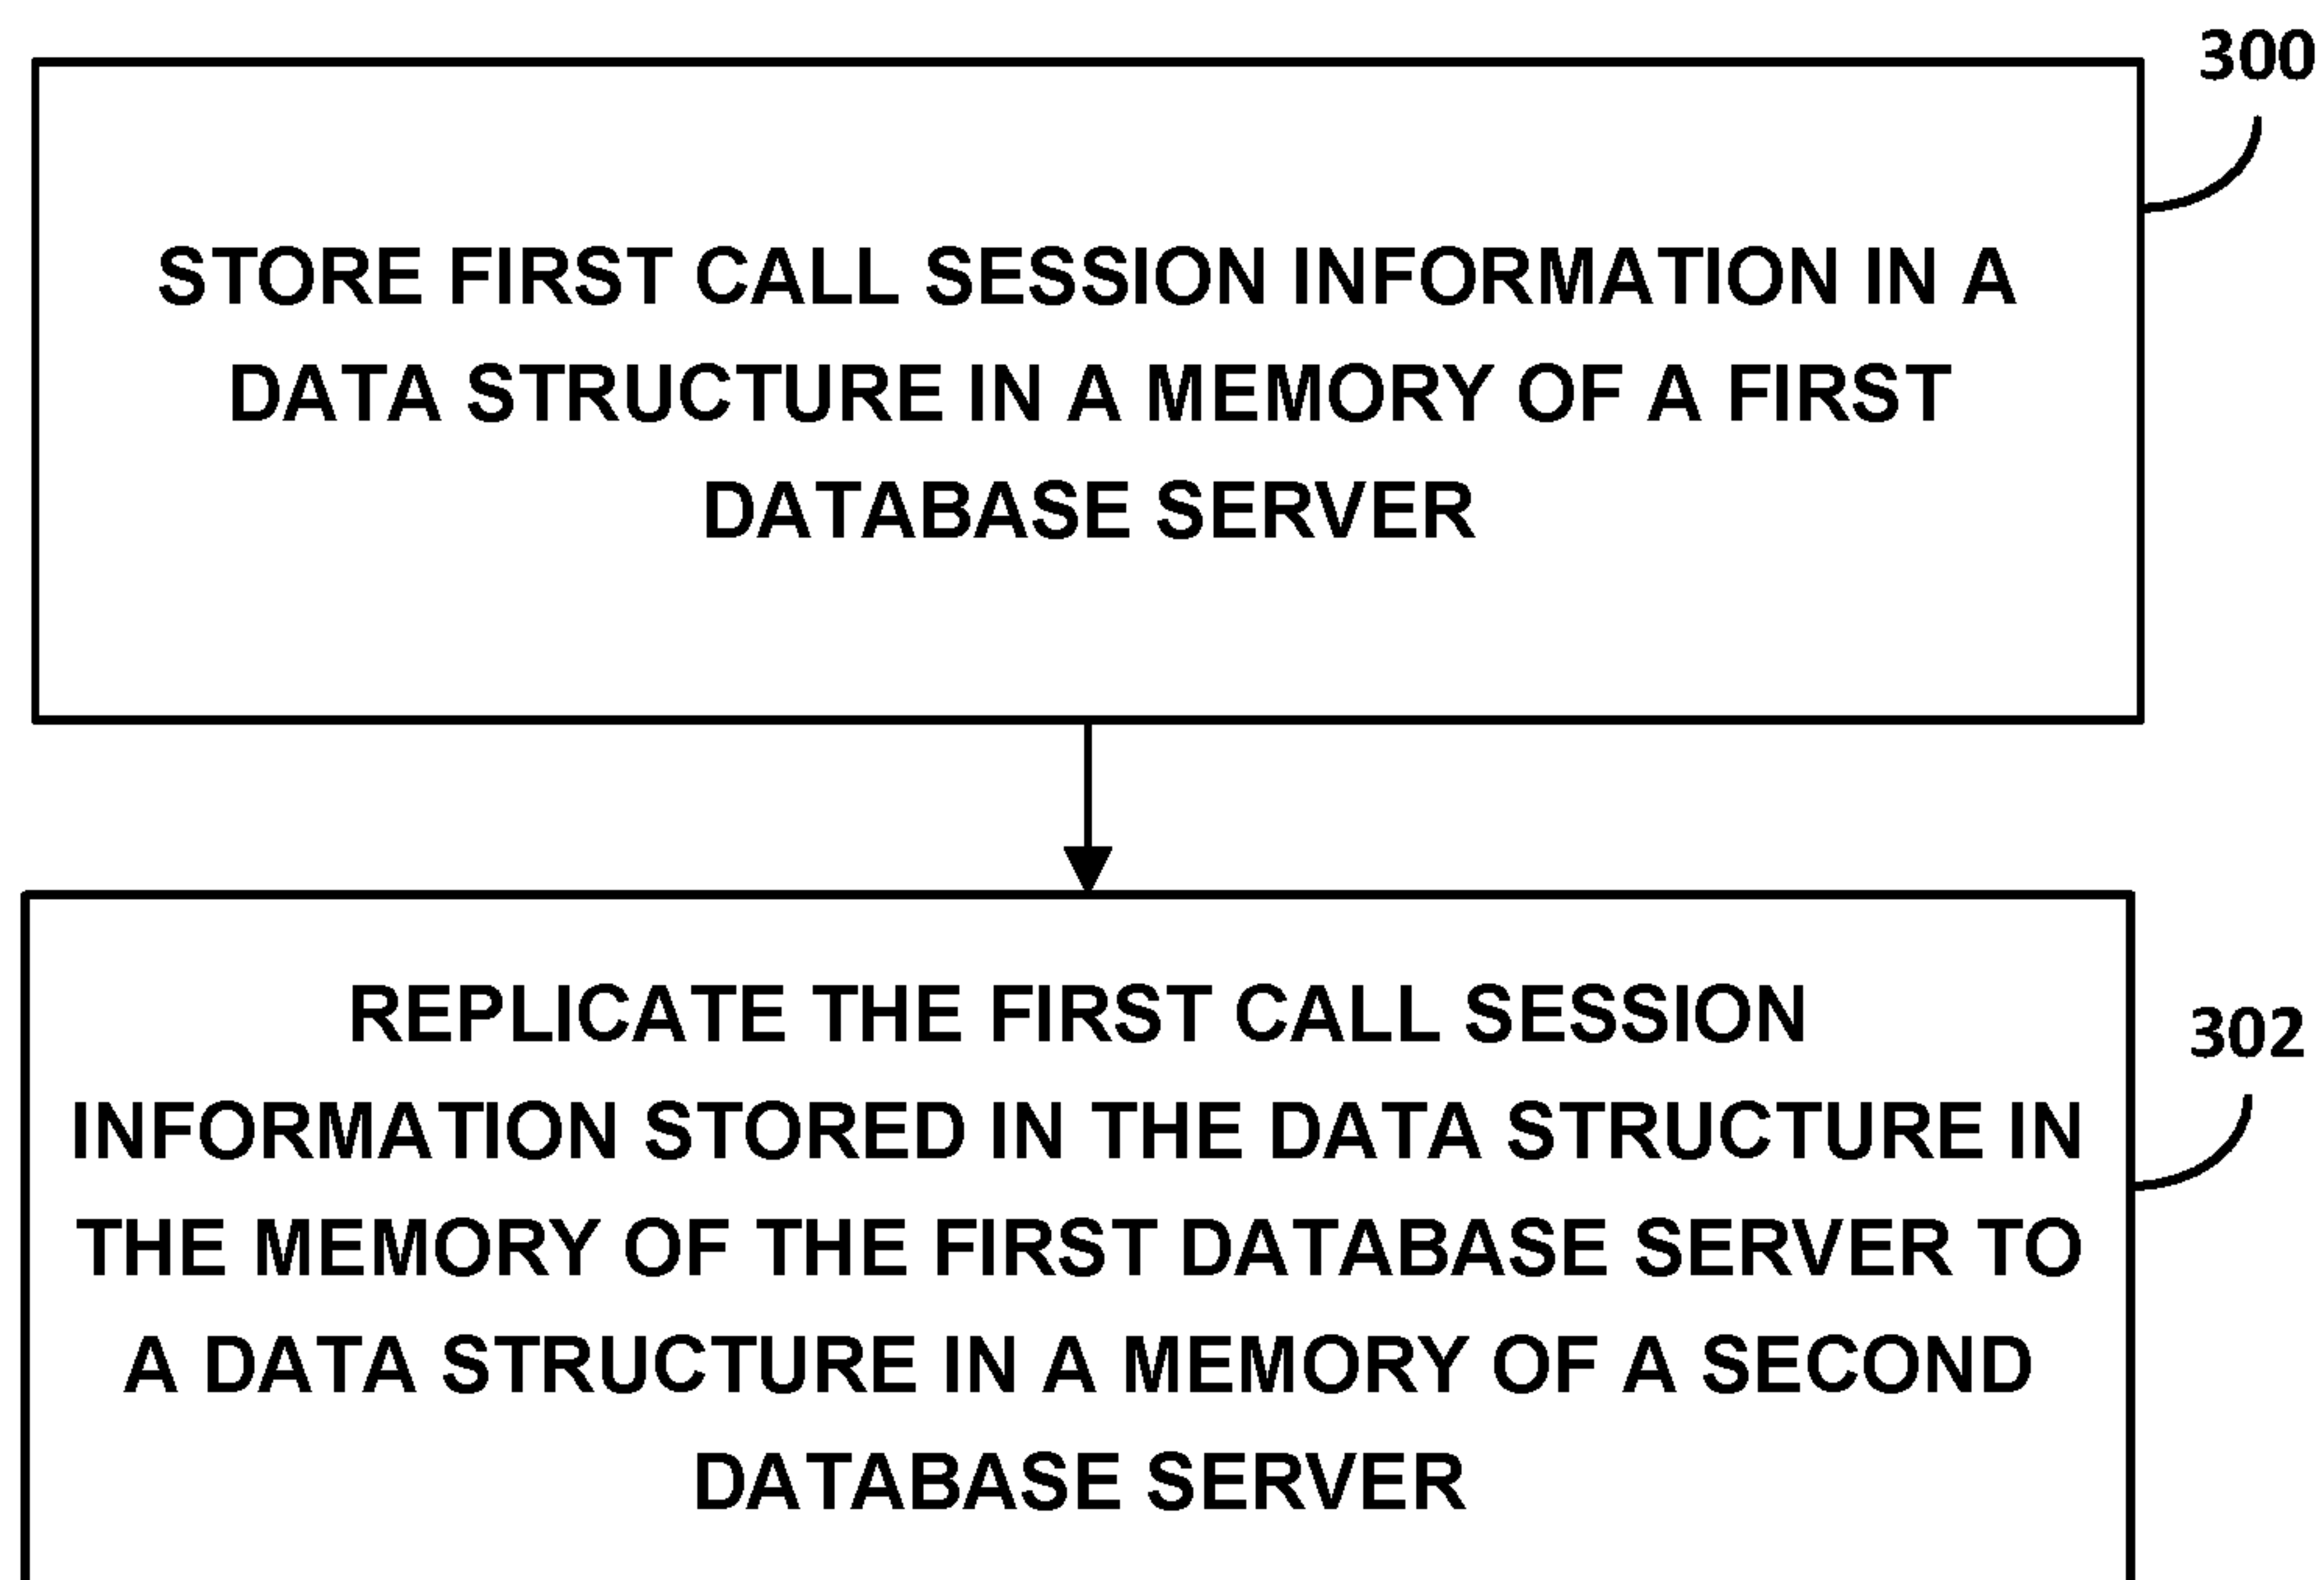 300
STORE FIRST CALL SESSION INFORMATION IN A
DATA STRUCTURE IN A MEMORY OF A FIRST
DATABASE SERVER
302
REPLICATE THE FIRST CALL SESSION
INFORMATION STORED IN THE DATA STRUCTURE IN
THE MEMORY OF THE FIRST DATABASE SERVER TO
A DATA STRUCTURE IN A MEMORY OF A SECOND
DATABASE SERVER